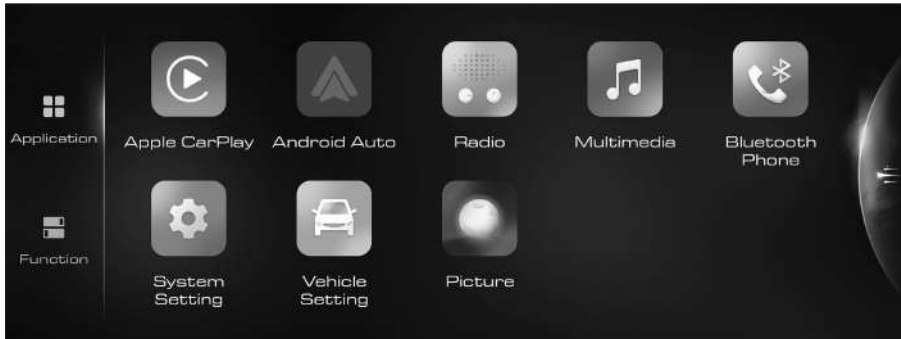 Application
Apple CarPlay
Android Auto
Radio
Multimedia
Bluetooth
Phone
Function
System
Setting
Vehicle
Setting
Picture